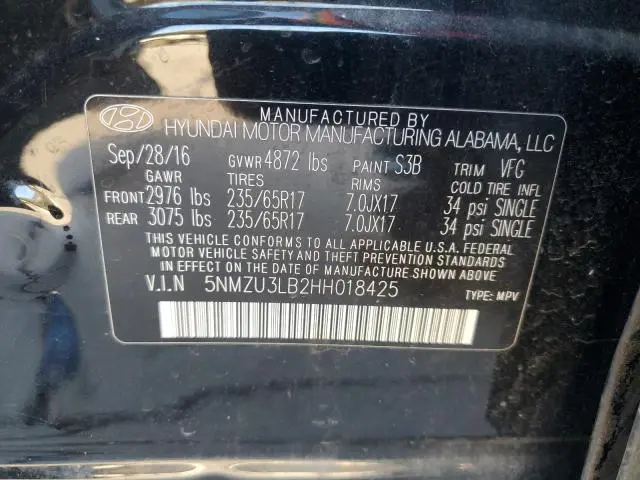 MANUFACTURED BY
HYUNDAI MOTOR MANUFACTURING ALABAMA, LLC
Sep/28/16 GVWR 4872 lbs PAINT S3B TRIM VFG
GAWR TIRES RIMS COLD TIRE INFL
FRONT 2976 lbs 235/65R17 7.0JX17 34 psi SINGLE
REAR 3075 lbs 235/65R17 7.0JX17 34 psi SINGLE
THIS VEHICLE CONFORMS TO ALL APPLICABLE U.S.A. FEDERAL
MOTOR VEHICLE SAFETY AND THEFT PREVENTION STANDARDS
IN EFFECT ON THE DATE OF MANUFACTURE SHOWN ABOVE.
V.I.N 5NMZU3LB2HH018425 TYPE: MPV